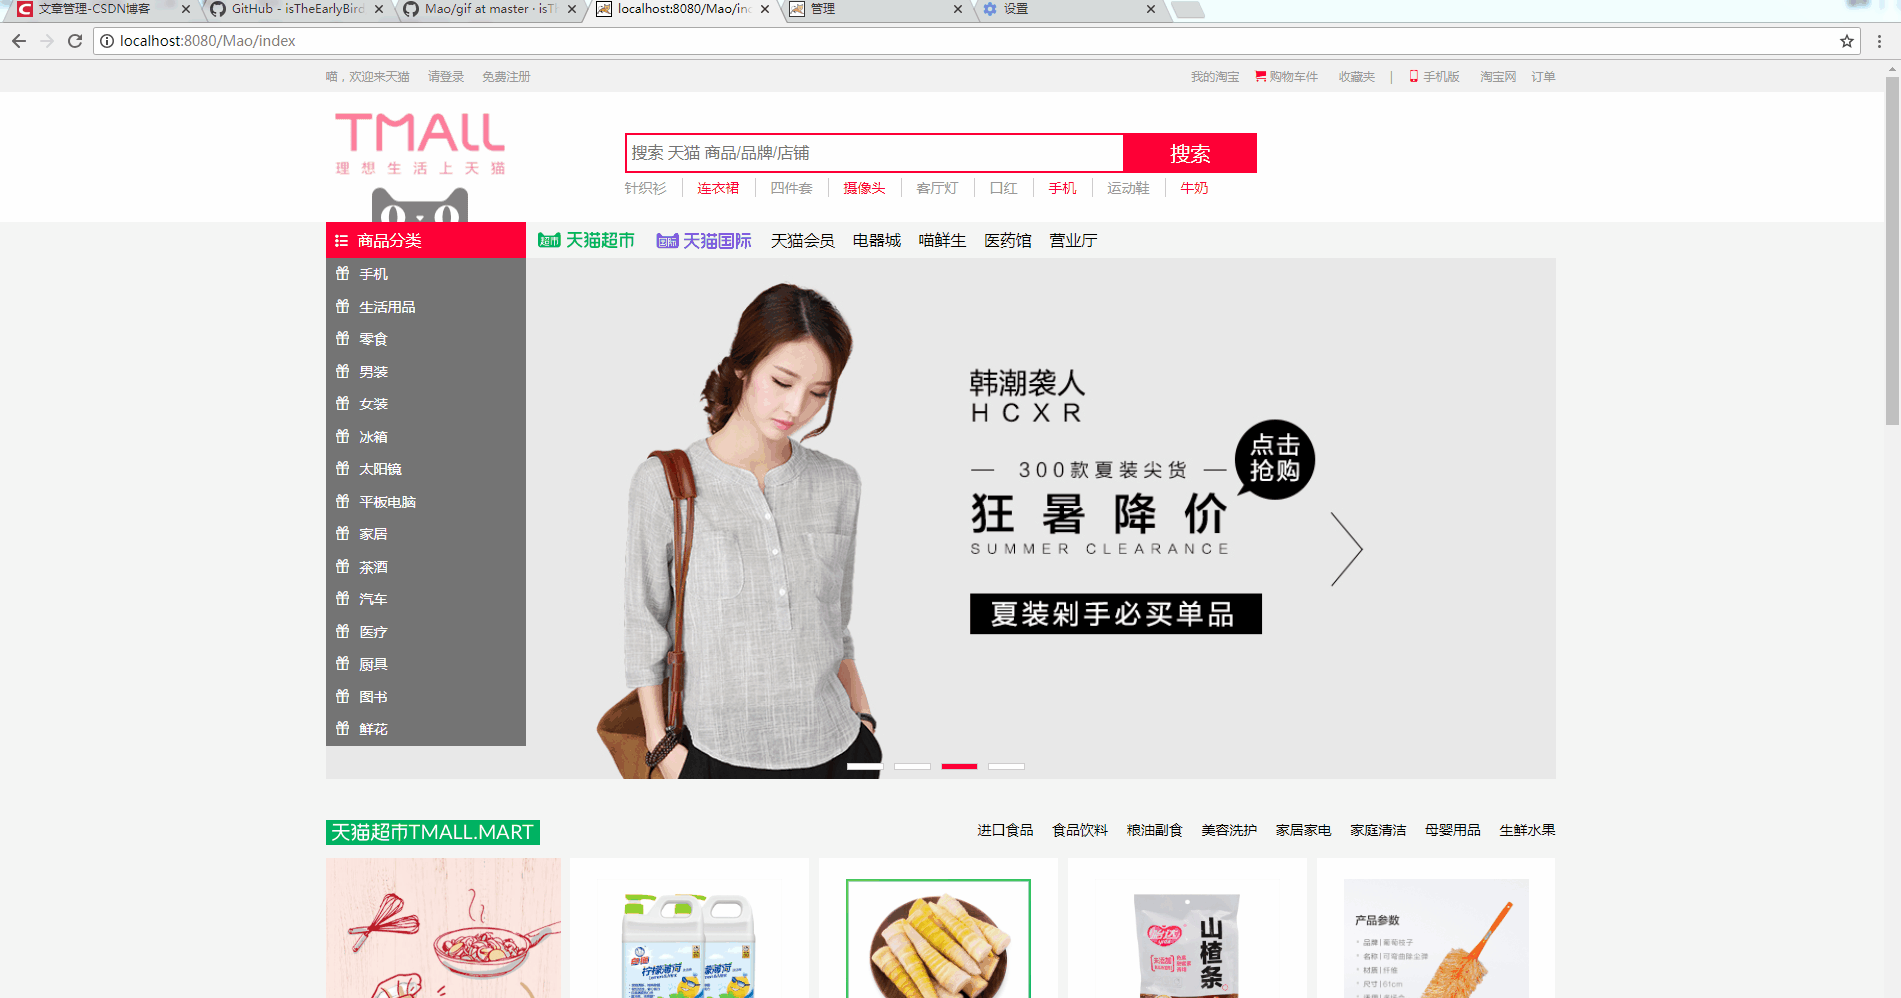 文章管理-CSDN博客
GitHub - isTheEarlyBird
Mao/gif at master · isTh
localhost:8080/Mao/ind
管理
设置
localhost:8080/Mao/index
喵，欢迎来天猫 请登录 免费注册
我的淘宝 购物车件 收藏夹 | 手机版 淘宝网 订单
TMALL
理想生活上天猫
搜索 天猫 商品/品牌/店铺
搜索
针织衫 连衣裙 四件套 摄像头 客厅灯 口红 手机 运动鞋 牛奶
商品分类
超市 天猫超市 国际 天猫国际 天猫会员 电器城 喵鲜生 医药馆 营业厅
手机
生活用品
零食
男装
女装
冰箱
太阳镜
平板电脑
家居
茶酒
汽车
医疗
厨具
图书
鲜花
韩潮袭人
HCXR
300款夏装尖货
点击
抢购
狂暑降价
SUMMER CLEARANCE
夏装剁手必买单品
天猫超市TMALL.MART
进口食品 食品饮料 粮油副食 美容洗护 家居家电 家庭清洁 母婴用品 生鲜水果
柠檬薄荷
山楂条
产品参数